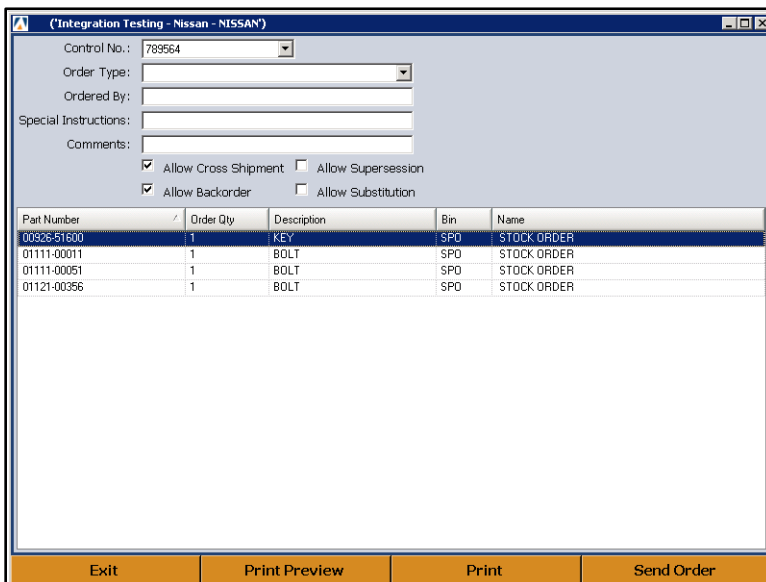 ('Integration Testing - Nissan - NISSAN')
Control No.: 789564
Order Type:
Ordered By:
Special Instructions:
Comments:
Allow Cross Shipment Allow Supersession
Allow Backorder Allow Substitution
Part Number Order Qty Description Bin Name
00926-51600 1 KEY SPO STOCK ORDER
01111-00011 1 BOLT SPO STOCK ORDER
01111-00051 1 BOLT SPO STOCK ORDER
01121-00356 1 BOLT SPO STOCK ORDER
Exit Print Preview Print Send Order